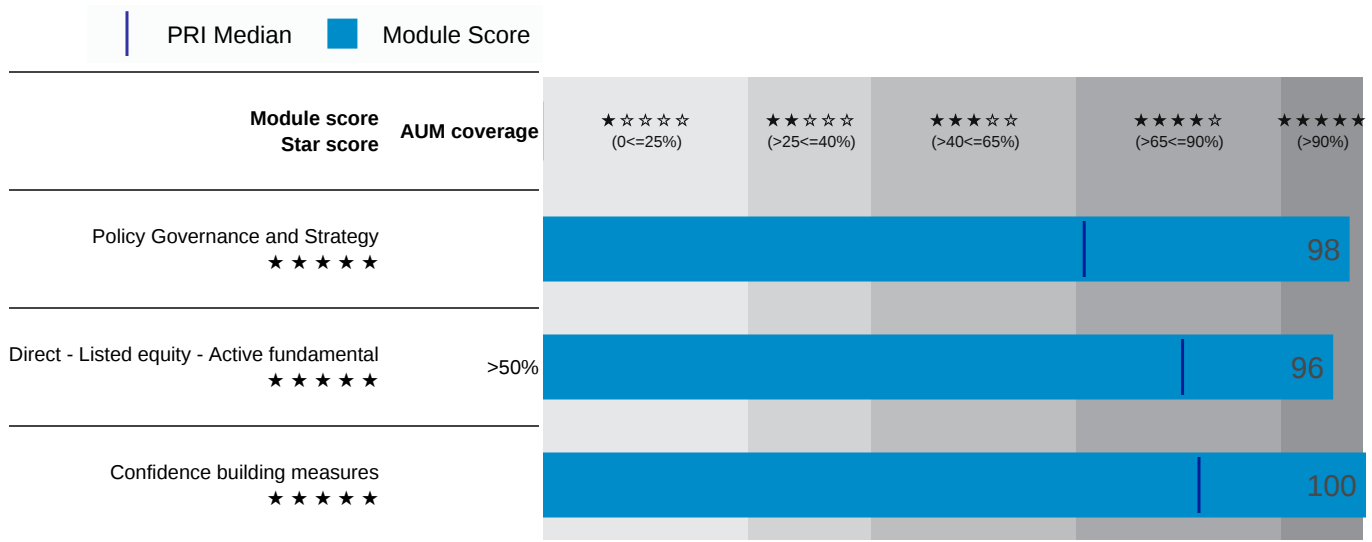 PRI Median Module Score
Module score
Star score
AUM coverage
★☆☆☆☆
(0<=25%)
★★☆☆☆
(>25<=40%)
★★★☆☆
(>40<=65%)
★★★★☆
(>65<=90%)
★★★★★
(>90%)
Policy Governance and Strategy
★★★★★
98
Direct - Listed equity - Active fundamental
★★★★★
>50%
96
Confidence building measures
★★★★★
100